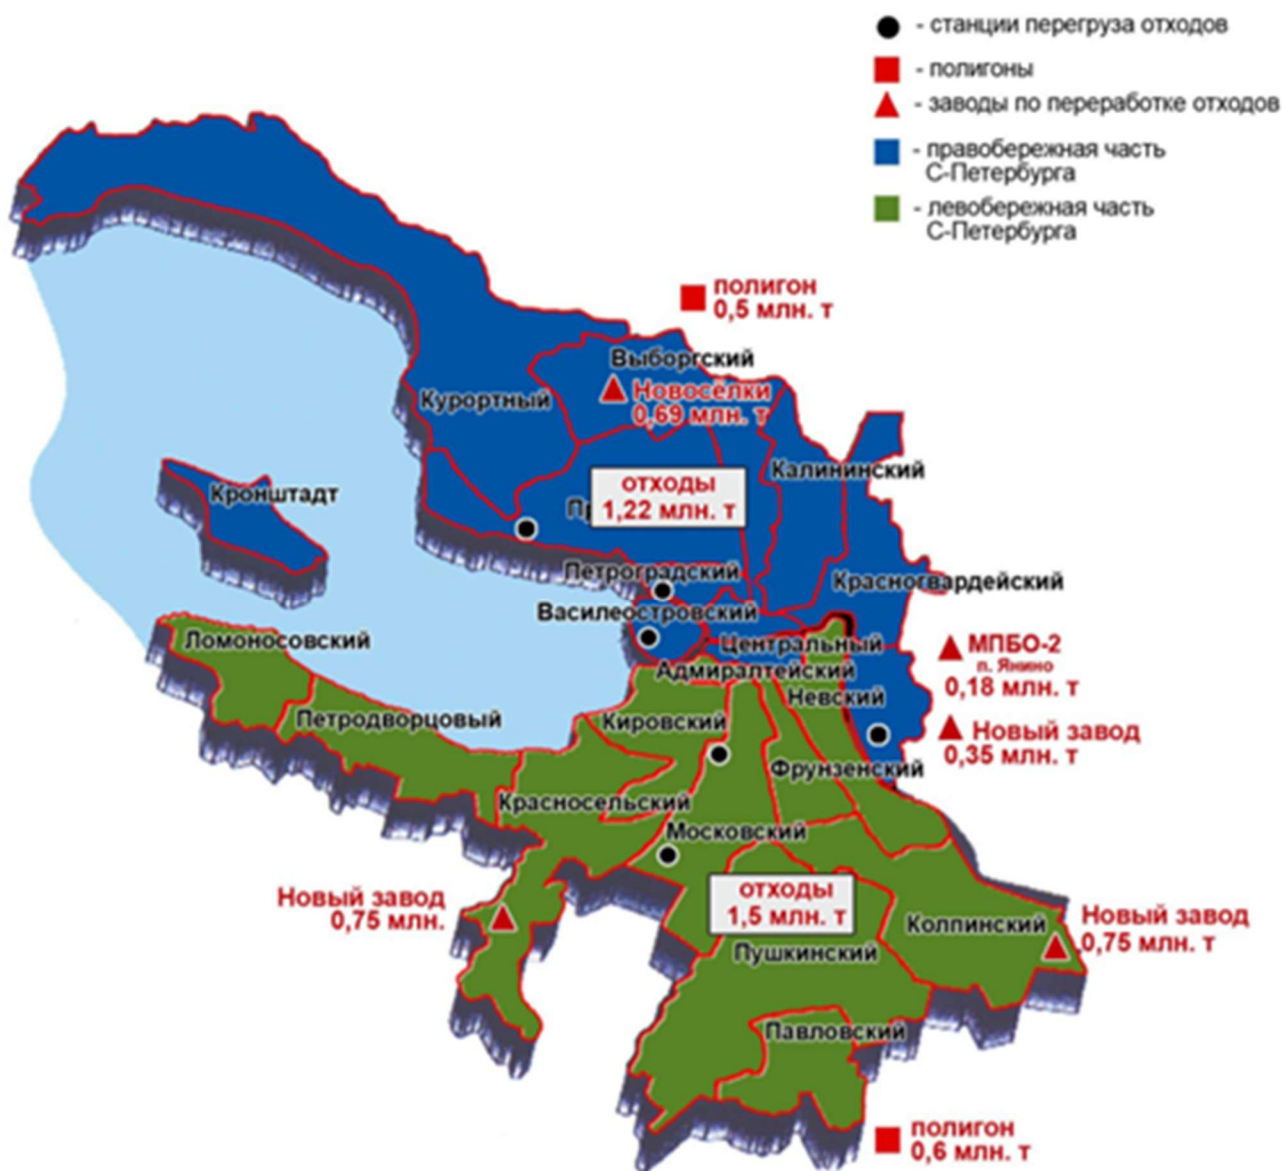 - станции перегруза отходов
- полигоны
- заводы по переработке отходов
- правобережная часть
С-Петербурга
- левобережная часть
С-Петербурга
полигон
0,5 млн. т
Выборгский
Новосёлки
0,69 млн. т
Курортный
Калининский
отходы
1,22 млн. т
Кронштадт
Петроградский
Красногвардейский
Василеостровский
Ломоносовский
Центральный
МПБО-2
п. Янино
0,18 млн. т
Адмиралтейский
Невский
Петродворцовый
Кировский
Новый завод
0,35 млн. т
Фрунзенский
Красносельский
Московский
отходы
1,5 млн. т
Новый завод
0,75 млн.
Колпинский
Новый завод
0,75 млн. т
Пушкинский
Павловский
полигон
0,6 млн. т